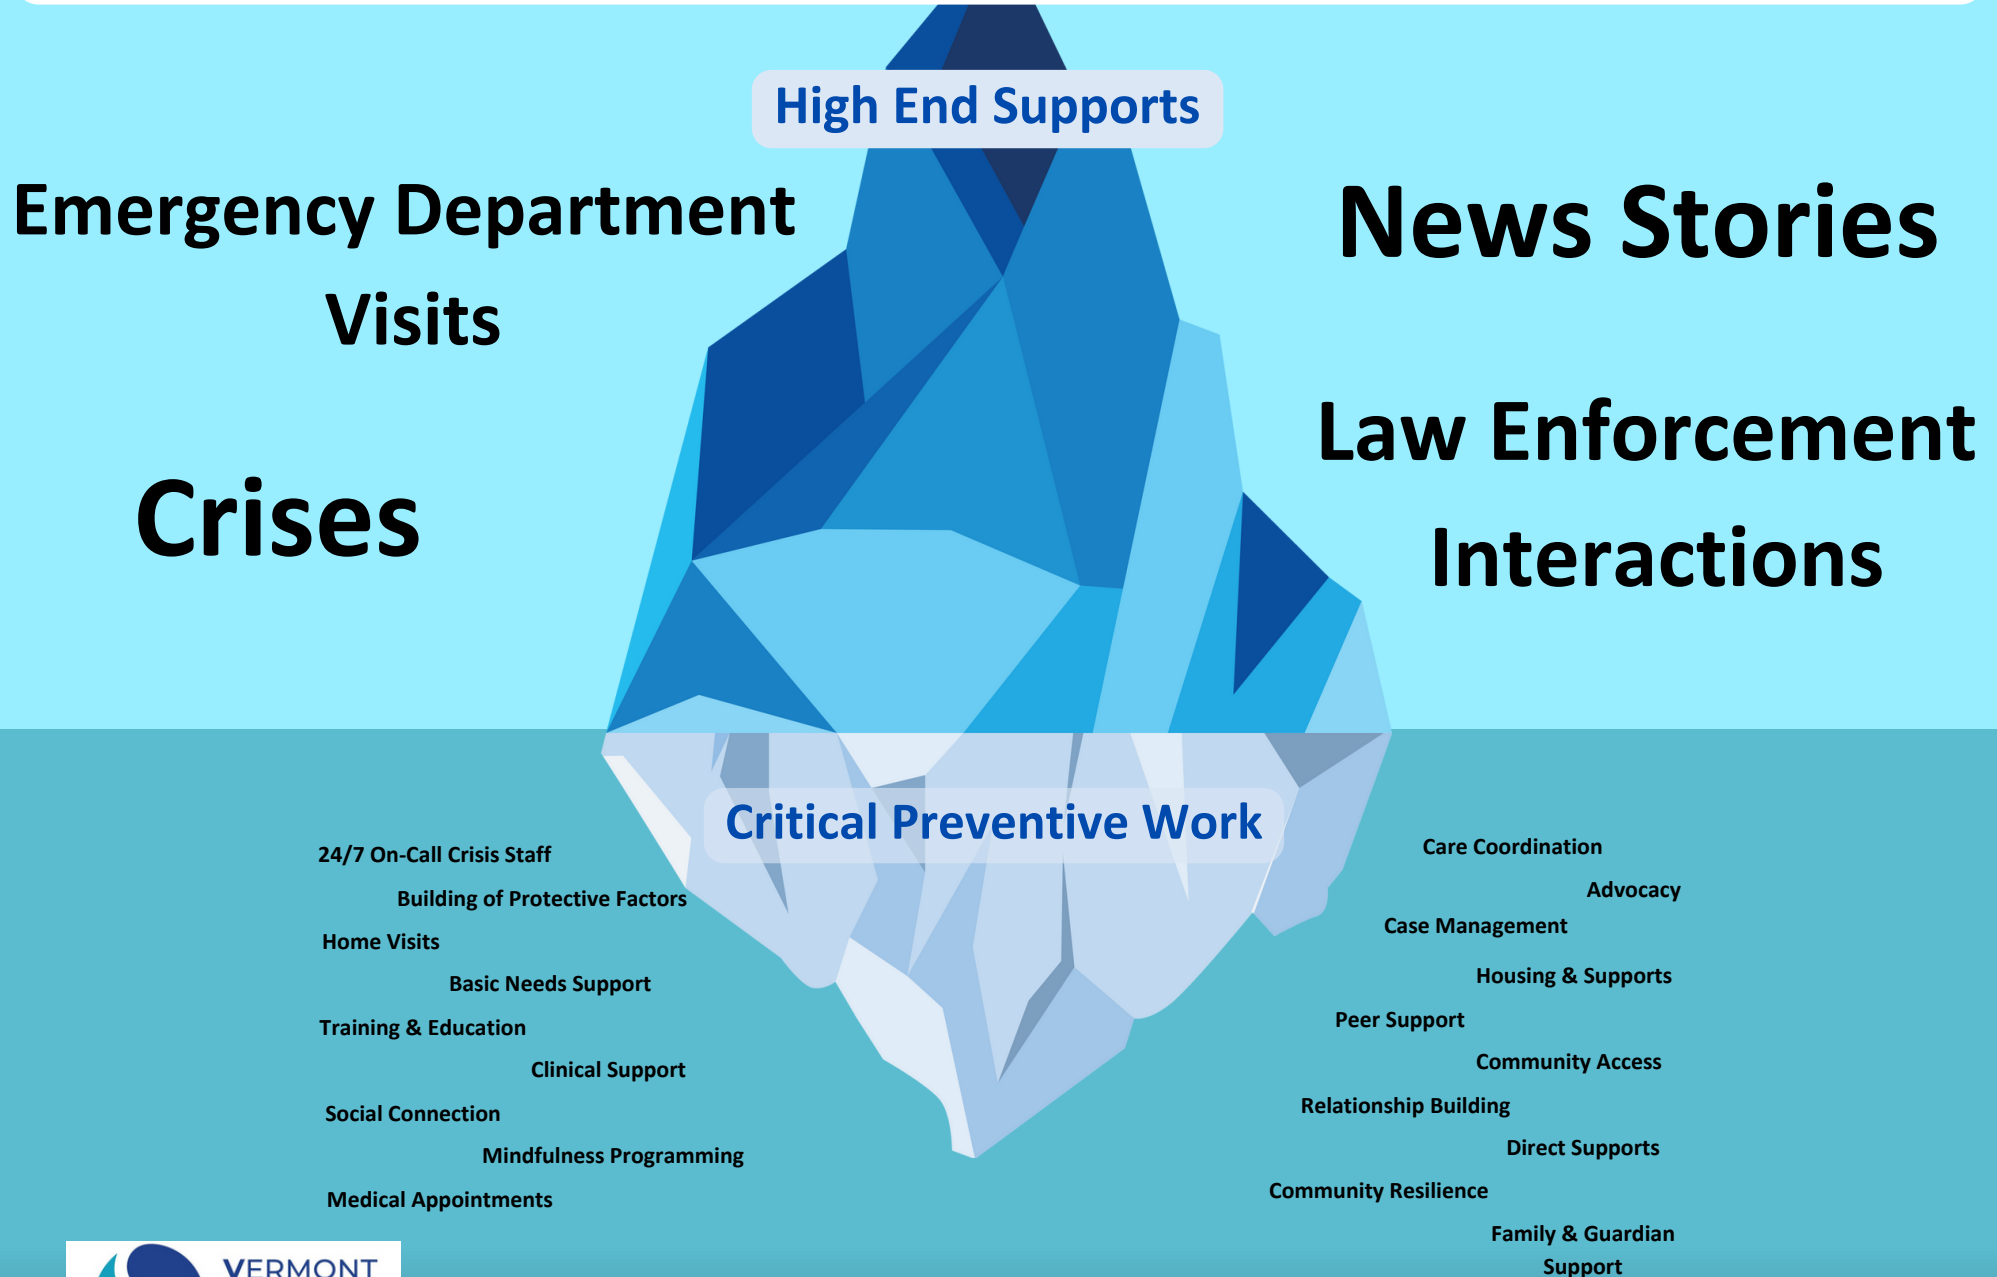 High End Supports
Emergency Department
Visits
Crises
News Stories
Law Enforcement
Interactions
Critical Preventive Work
24/7 On-Call Crisis Staff
Building of Protective Factors
Home Visits
Basic Needs Support
Training & Education
Clinical Support
Social Connection
Mindfulness Programming
Medical Appointments
Care Coordination
Advocacy
Case Management
Housing & Supports
Peer Support
Community Access
Relationship Building
Direct Supports
Community Resilience
Family & Guardian
Support
VERMONT